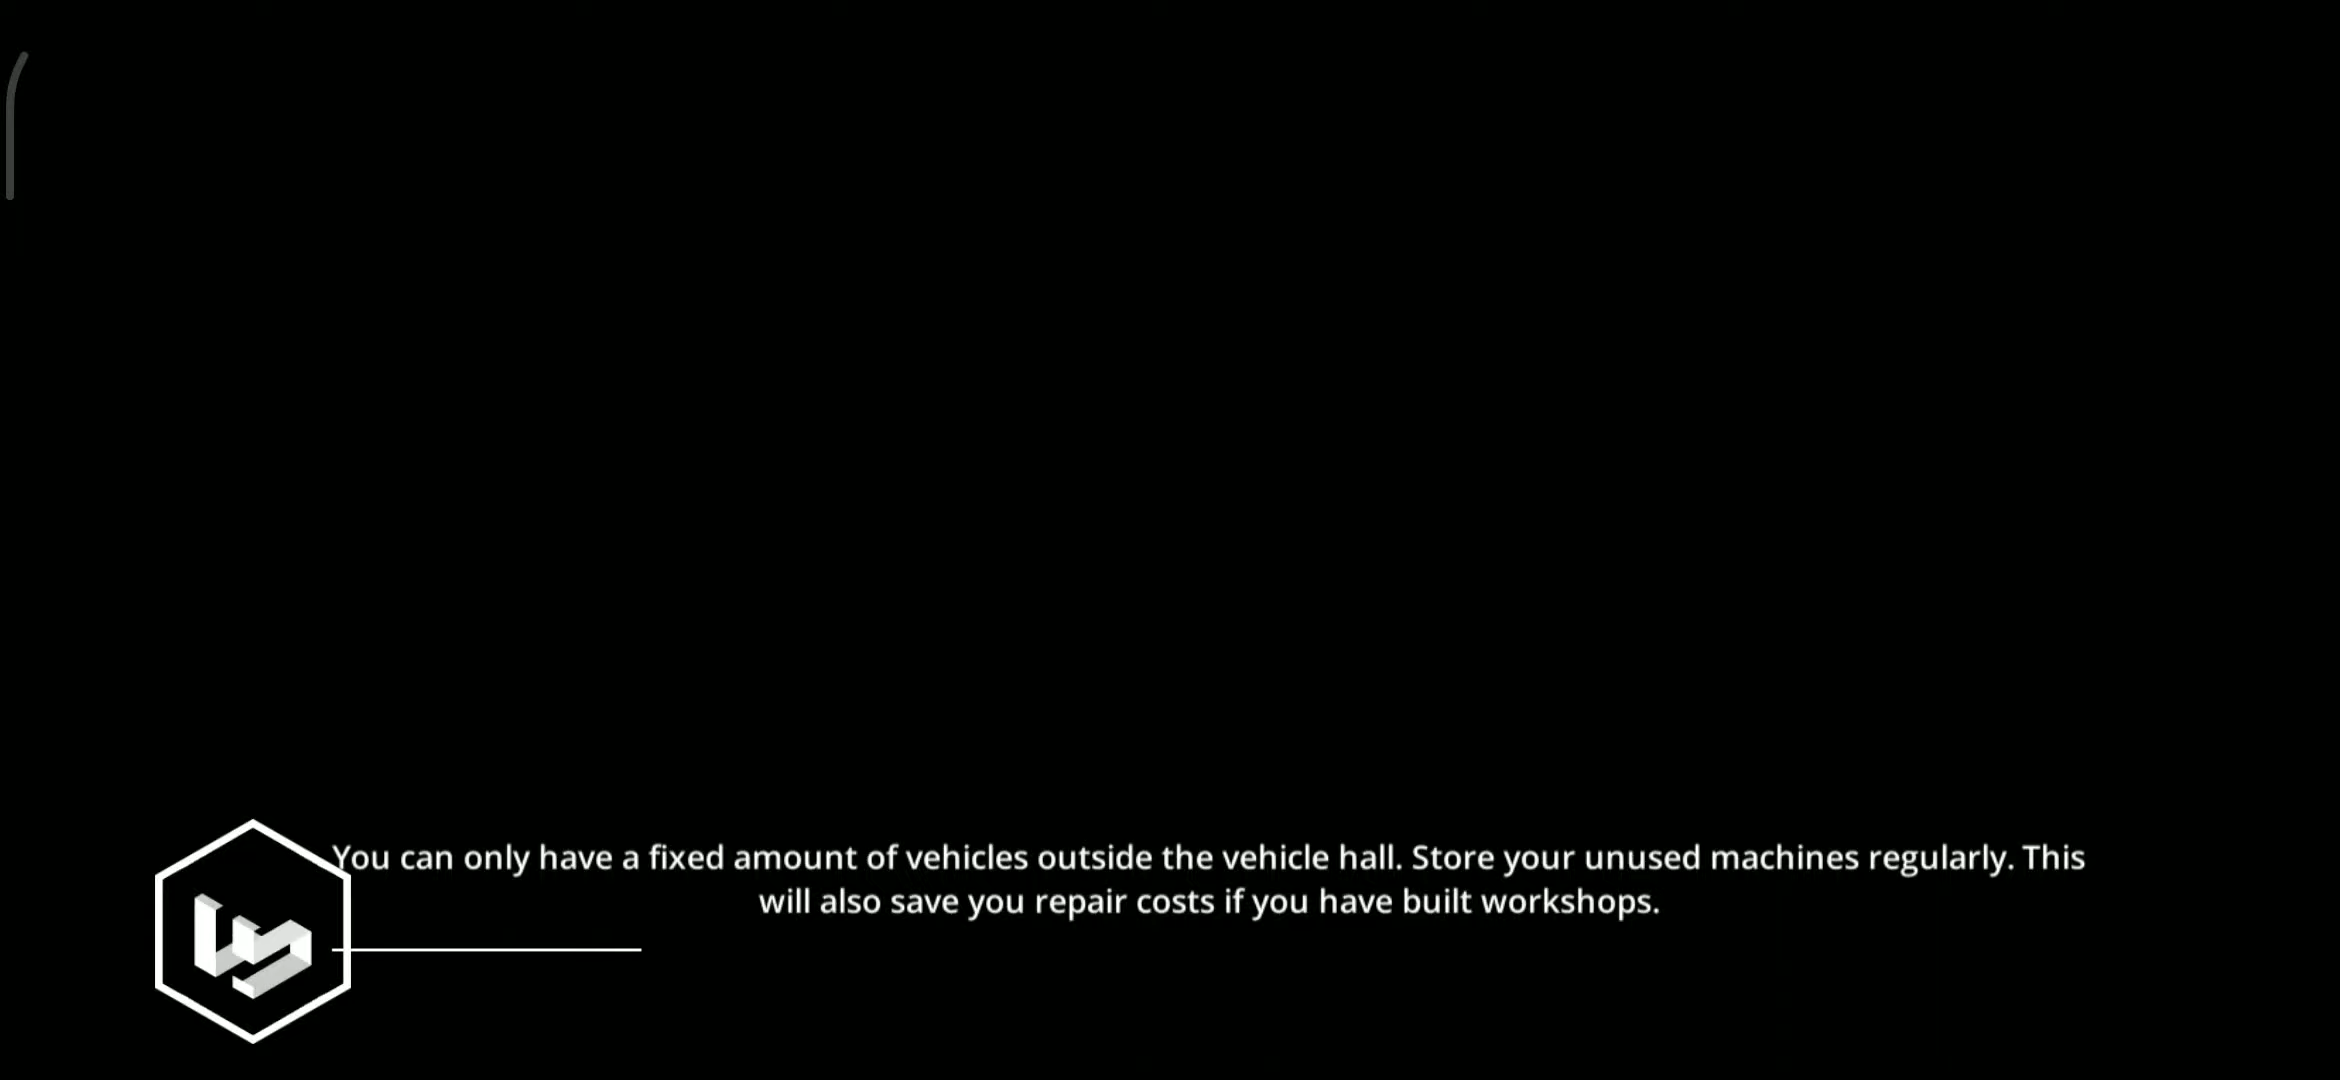 You can only have a fixed amount of vehicles outside the vehicle hall. Store your unused machines regularly. This
will also save you repair costs if you have built workshops.